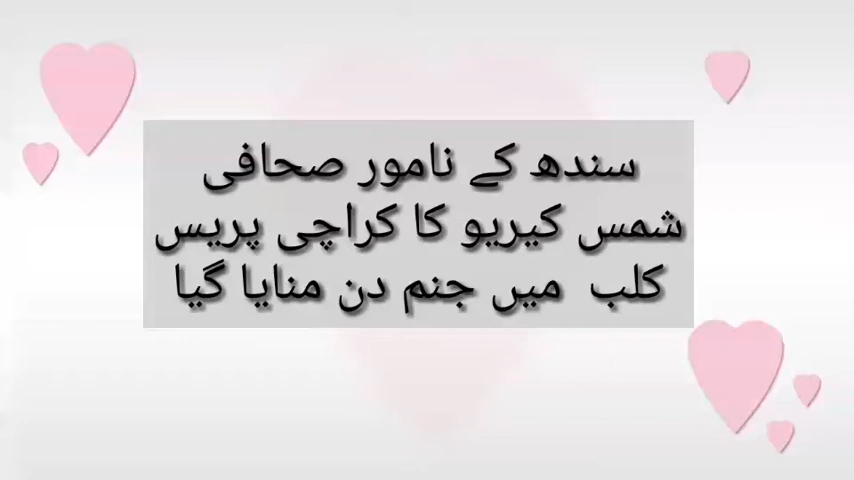 سندھ کے نامور صحافی
شمس کیریو کا کراچی پریس
کلب میں جنم دن منایا گیا